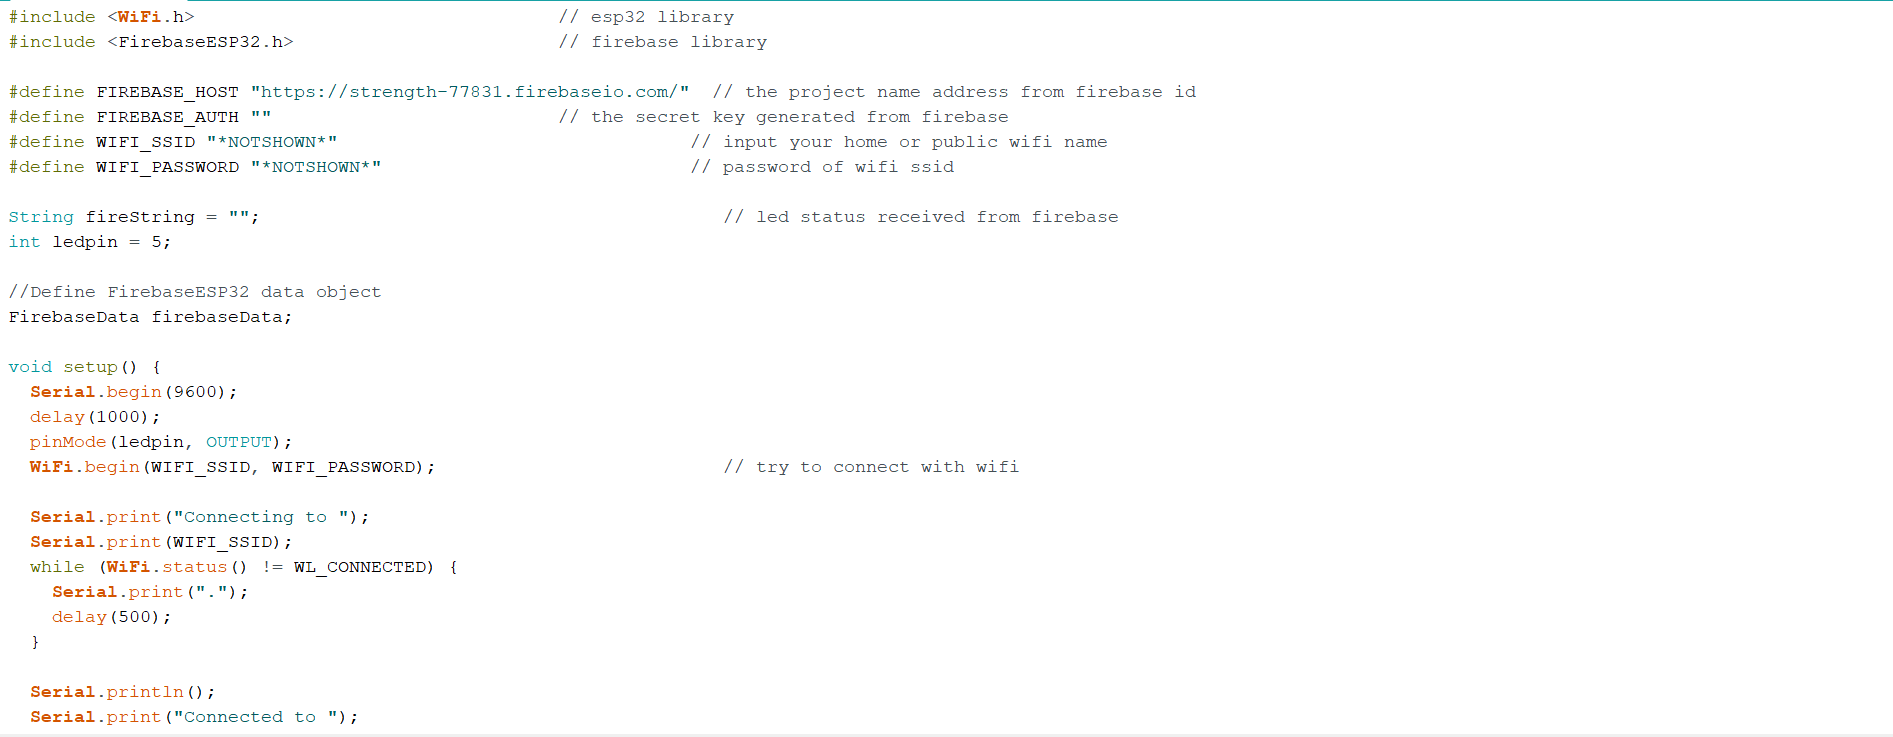 #include <WiFi.h> // esp32 library
#include <FirebaseESP32.h> // firebase library
#define FIREBASE_HOST "https://strength-77831.firebaseio.com/" // the project name address from firebase id
#define FIREBASE_AUTH "" // the secret key generated from firebase
#define WIFI_SSID "*NOTSHOWN*" // input your home or public wifi name
#define WIFI_PASSWORD "*NOTSHOWN*" // password of wifi ssid
String fireString = ""; // led status received from firebase
int ledpin = 5;
//Define FirebaseESP32 data object
FirebaseData firebaseData;
void setup() {
Serial.begin(9600);
delay(1000);
pinMode(ledpin, OUTPUT);
WiFi.begin(WIFI_SSID, WIFI_PASSWORD); // try to connect with wifi
Serial.print("Connecting to ");
Serial.print(WIFI_SSID);
while (WiFi.status() != WL_CONNECTED) {
Serial.print(".");
delay(500);
}
Serial.println();
Serial.print("Connected to ");